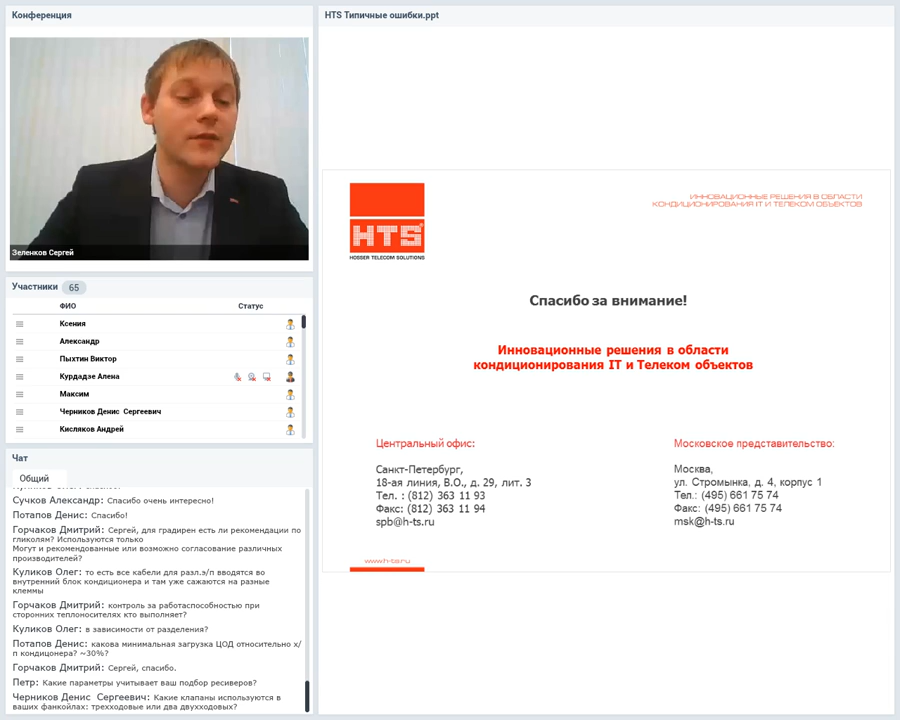 Конференция
Зеленков Сергей
Участники 65
ФИО Статус
Ксения
Александр
Пыхтин Виктор
Курдадзе Алена
Максим
Черников Денис Сергеевич
Кисляков Андрей
Чат
Общий
Сучков Александр: Спасибо очень интересно!
Потапов Денис: Спасибо!
Горчаков Дмитрий: Сергей, для градирен есть ли рекомендации по
гликолям? Используются только
Могут и рекомендованные или возможно согласование различных
производителей?
Куликов Олег: то есть все кабели для разл.э/п вводятся во
внутренний блок кондиционера и там уже сажаются на разные
клеммы
Горчаков Дмитрий: контроль за работаспособностью при
сторонних теплоносителях кто выполняет?
Куликов Олег: в зависимости от разделения?
Потапов Денис: какова минимальная загрузка ЦОД относительно х/
п кондицонера? ~30%?
Горчаков Дмитрий: Сергей, спасибо.
Петр: Какие параметры учитывает ваш подбор ресиверов?
Черников Денис Сергеевич: Какие клапаны используются в
ваших фанкойлах: трехходовые или два двухходовых?
HTS Типичные ошибки.ppt
HTS®
HOSSER TELECOM SOLUTIONS
ИННОВАЦИОННЫЕ РЕШЕНИЯ В ОБЛАСТИ
КОНДИЦИОНИРОВАНИЯ IT И ТЕЛЕКОМ ОБЪЕКТОВ
Спасибо за внимание!
Инновационные решения в области
кондиционирования IT и Телеком объектов
Центральный офис:
Санкт-Петербург,
18-ая линия, В.О., д. 29, лит. 3
Тел. : (812) 363 11 93
Факс: (812) 363 11 94
spb@h-ts.ru
Московское представительство:
Москва,
ул. Стромынка, д. 4, корпус 1
Тел.: (495) 661 75 74
Факс: (495) 661 75 74
msk@h-ts.ru
www.h-ts.ru